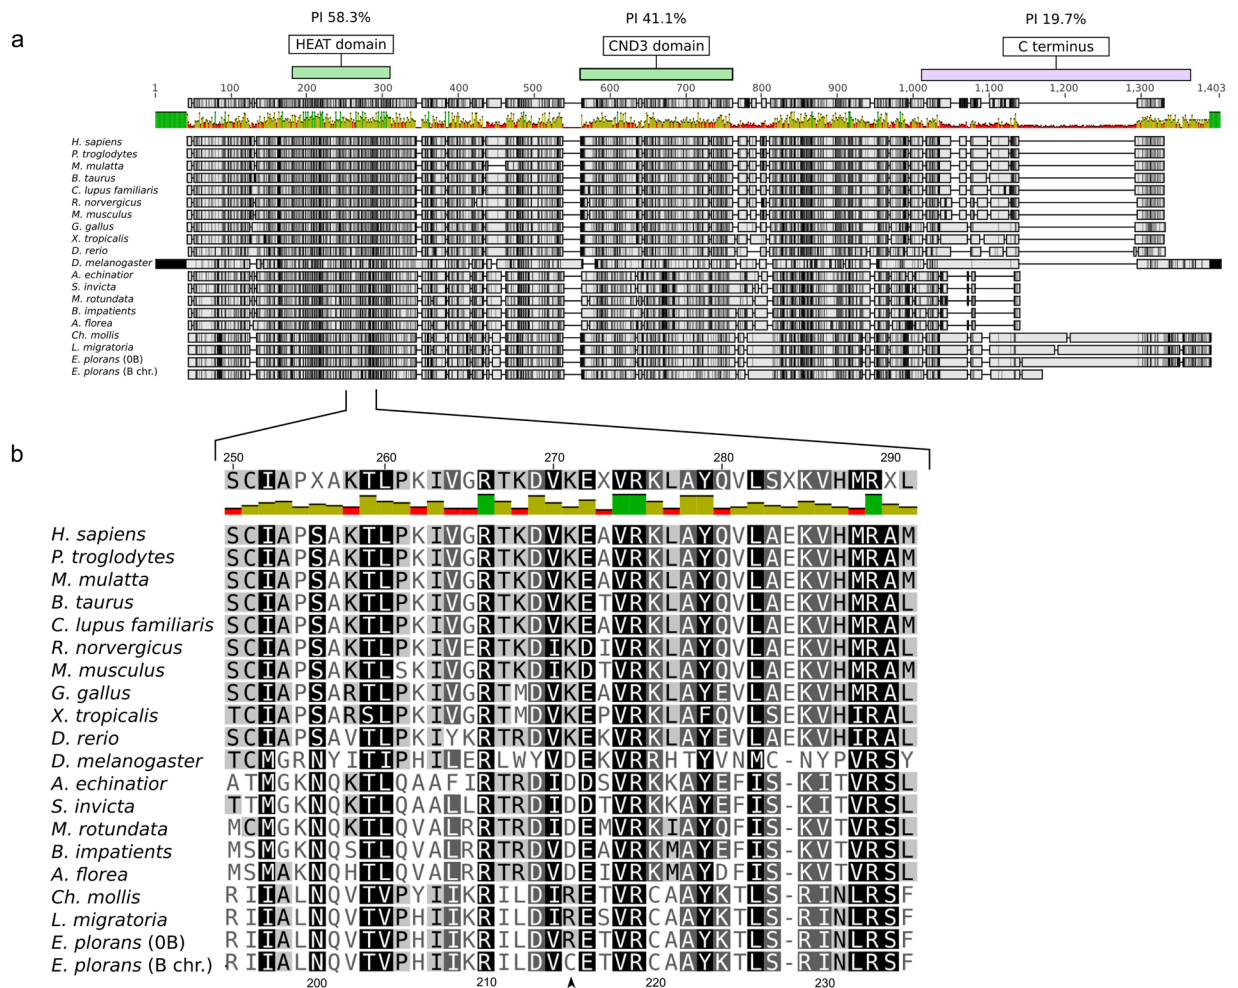 a
PI 58.3% PI 41.1% PI 19.7%
HEAT domain CND3 domain C terminus
1 100 200 300 400 500 600 700 800 900 1,000 1,100 1,200 1,300 1,403
H. sapiens
P. troglodytes
M. mulatta
B. taurus
C. lupus familiaris
R. norvergicus
M. musculus
G. gallus
X. tropicalis
D. rerio
D. melanogaster
A. echinatior
S. invicta
M. rotundata
B. impatients
A. florea
Ch. mollis
L. migratoria
E. plorans (0B)
E. plorans (B chr.)
b
250 260 270 280 290
SCIAPXAKTLPKIVGRTKDVKEXVRKLAYQVLSXKVHMRXL
H. sapiens SCIAPSAKTLPKIVGRTKDVKEAVRKLAYQVLAEKVHMRAM
P. troglodytes SCIAPSAKTLPKIVGRTKDVKEAVRKLAYQVLAEKVHMRAM
M. mulatta SCIAPSAKTLPKIVGRTKDVKEAVRKLAYQVLAEKVHMRAM
B. taurus SCIAPSAKTLPKIVGRTKDVKETVRKLAYQVLAEKVHMRAL
C. lupus familiaris SCIAPSAKTLPKIVGRTKDVKEAVRKLAYQVLAEKVHMRAM
R. norvergicus SCIAPSAKTLPKIVERTKDIKDIVRKLAYQVLAEKVHMRAL
M. musculus SCIAPSAKTLSKIVGRTKDIKDTVRKLAYQVLAEKVHMRAM
G. gallus SCIAPSARTLPKIVGRTMDVKEAVRKLAYEVLAEKVHMRAL
X. tropicalis TCIAPSARSLPKIVGRTMDVKEPVRKLAFQVLSEKVHIRAL
D. rerio SCIAPSAVTLPKIYKRTRDVKEKVRKLAYEVLAEKVHIRAL
D. melanogaster TCMGRNYITIPHILERLWYVDEKVRRHTYVNMC-NYPVRSY
A. echinatior ATMGKNQKTLQAAFIRTRDIDDSVRKKAYEFIS-KITVRSL
S. invicta TTMGKNQKTLQAALLRTRDIDDTVRKKAYEFIS-KITVRSL
M. rotundata MCMGKNQKTLQVALRRTRDIDEMVRKIAYQFIS-KITVRSL
B. impatients MSMGKNQSTLQVALRRTRDVDEAVRKMAYEFIS-KVTVRSL
A. florea MSMAKNQHTLQVALRRTRDVDEIVRKMAYDFIS-KVTVRSL
Ch. mollis RIIALNQVTVPYIIKRILDIRETVRCAAYKTLS-RINLRSF
L. migratoria RIIALNQVTVPHIIKRILDIRESVRCAAYKTLS-RINLRSF
E. plorans (0B) RIIALNQVTVPHIIKRILDVRETVRCAAYKTLS-RINLRSF
E. plorans (B chr.) RIIALNQVTVPHIIKRILDVCETVRCAAYKTLS-RINLRSF
200 210 220 230